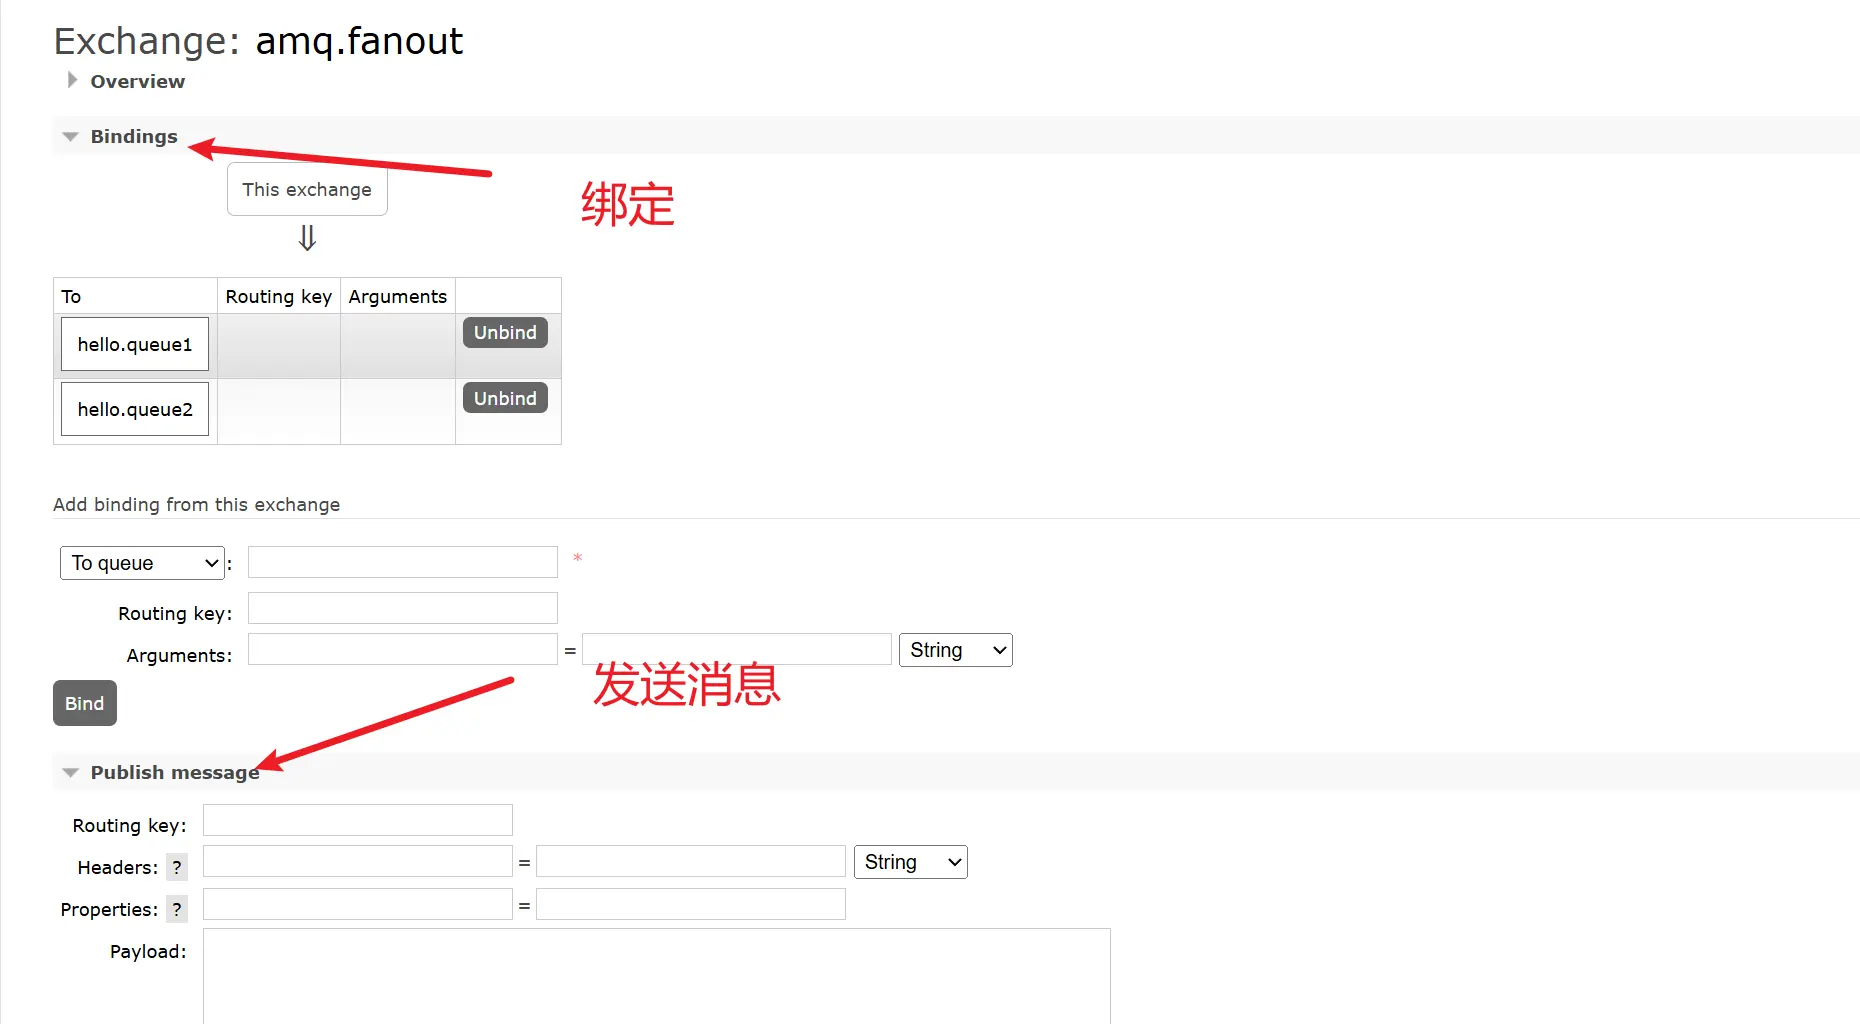 Exchange: amq.fanout
Overview
Bindings
This exchange
绑定
⇓
To Routing key Arguments
hello.queue1 Unbind
hello.queue2 Unbind
Add binding from this exchange
To queue : *
Routing key:
Arguments: = String
发送消息
Bind
Publish message
Routing key:
Headers: ? = String
Properties: ? =
Payload: